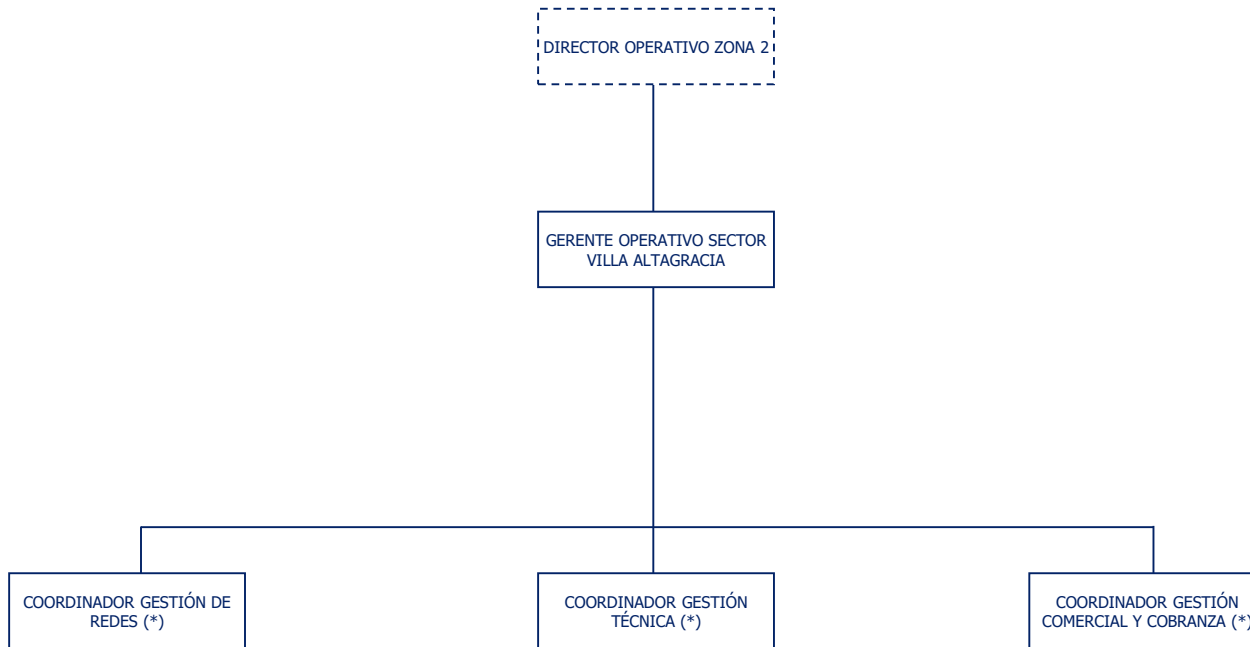 DIRECTOR OPERATIVO ZONA 2
GERENTE OPERATIVO SECTOR
VILLA ALTAGRACIA
COORDINADOR GESTIÓN DE
REDES (*)
COORDINADOR GESTIÓN
TÉCNICA (*)
COORDINADOR GESTIÓN
COMERCIAL Y COBRANZA (*)